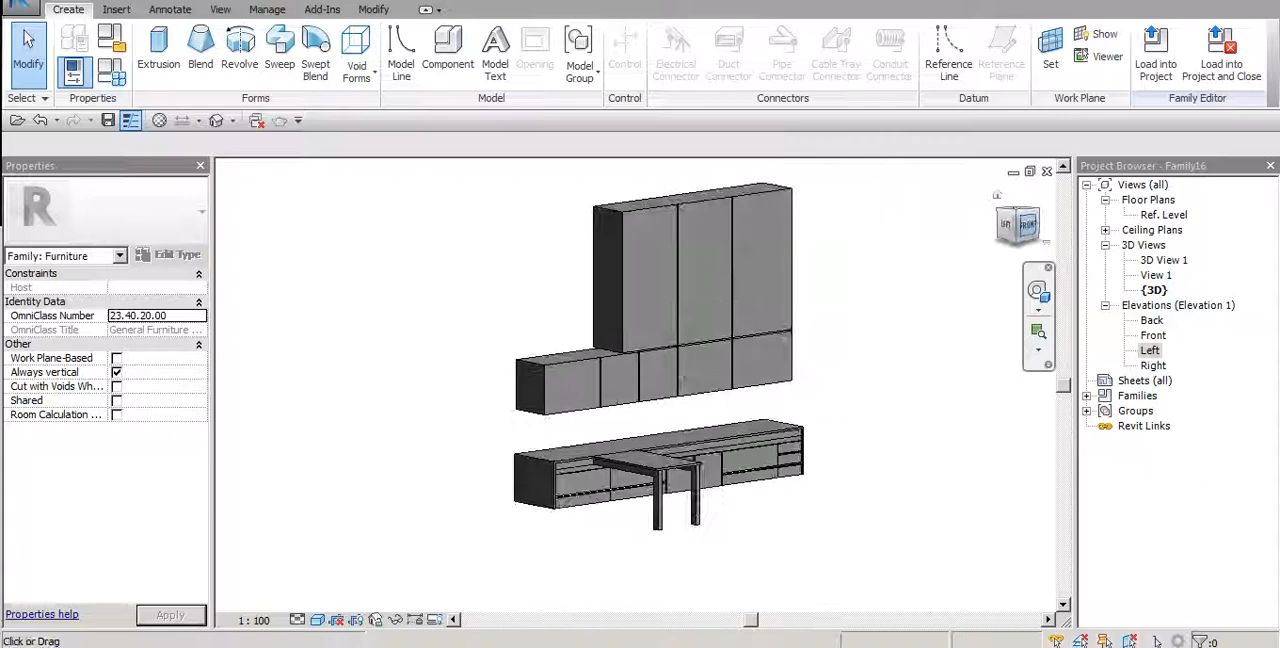 Create Insert Annotate View Manage Add-Ins Modify
Modify
Extrusion Blend Revolve Sweep Swept Blend Void Forms
Model Line Component Model Text Opening Model Group
Control
Electrical Connector Duct Connector Pipe Connector Cable Tray Connector Conduit Connector
Reference Line Reference Plane
Set Show Viewer
Load into Project Load into Project and Close
Select Properties Forms Model Control Connectors Datum Work Plane Family Editor
Properties
R
Family: Furniture Edit Type
Constraints
Host
Identity Data
OmniClass Number 23.40.20.00
OmniClass Title General Furniture ...
Other
Work Plane-Based
Always vertical
Cut with Voids Wh...
Shared
Room Calculation ...
Properties help Apply
LEFT FRONT
1 : 100
Project Browser - Family16
Views (all)
Floor Plans
Ref. Level
Ceiling Plans
3D Views
3D View 1
View 1
{3D}
Elevations (Elevation 1)
Back
Front
Left
Right
Sheets (all)
Families
Groups
Revit Links
Click or Drag
:0